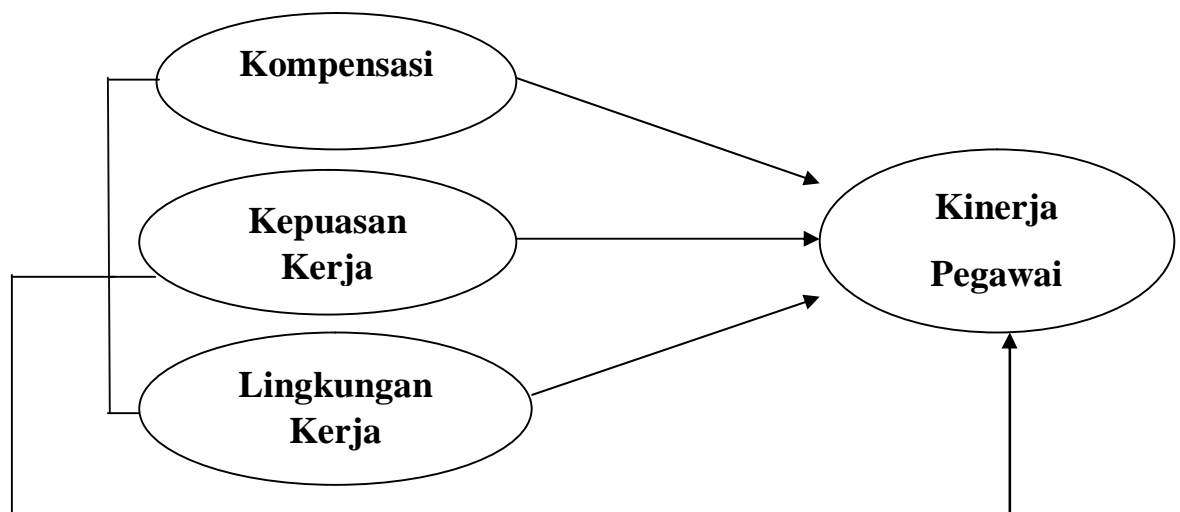 Kompensasi
Kepuasan
Kerja
Lingkungan
Kerja
Kinerja
Pegawai